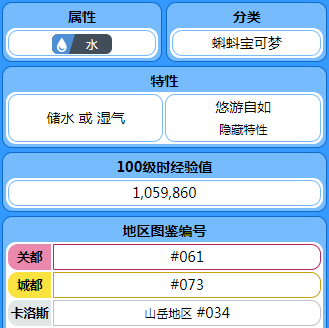 属性 分类
水 蝌蚪宝可梦
特性
储水 或 湿气 悠游自如
隐藏特性
100级时经验值
1,059,860
地区图鉴编号
关都 #061
城都 #073
卡洛斯 山岳地区 #034